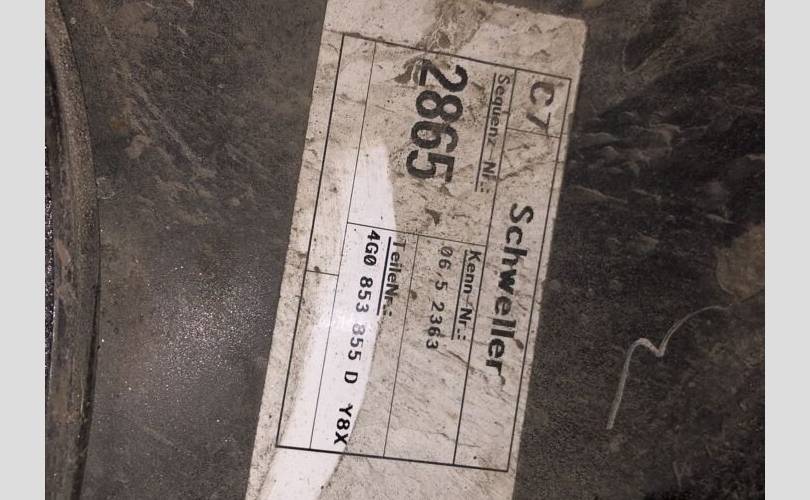 C7 Schweller
Sequenz Nr.:
2865
Kenn Nr.:
06 5 2363
TeileNr.:
4G0 853 855 D Y8X